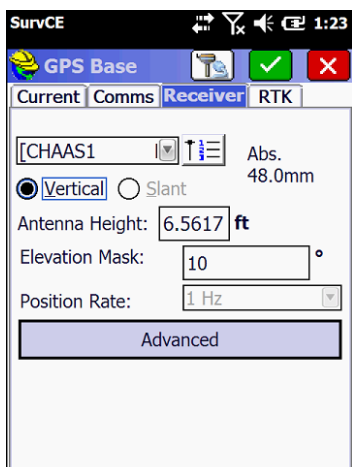 SurvCE 1:23
GPS Base
Current Comms Receiver RTK
[CHAAS1
Abs.
48.0mm
Vertical Slant
Antenna Height: 6.5617 ft
Elevation Mask: 10 °
Position Rate: 1 Hz
Advanced